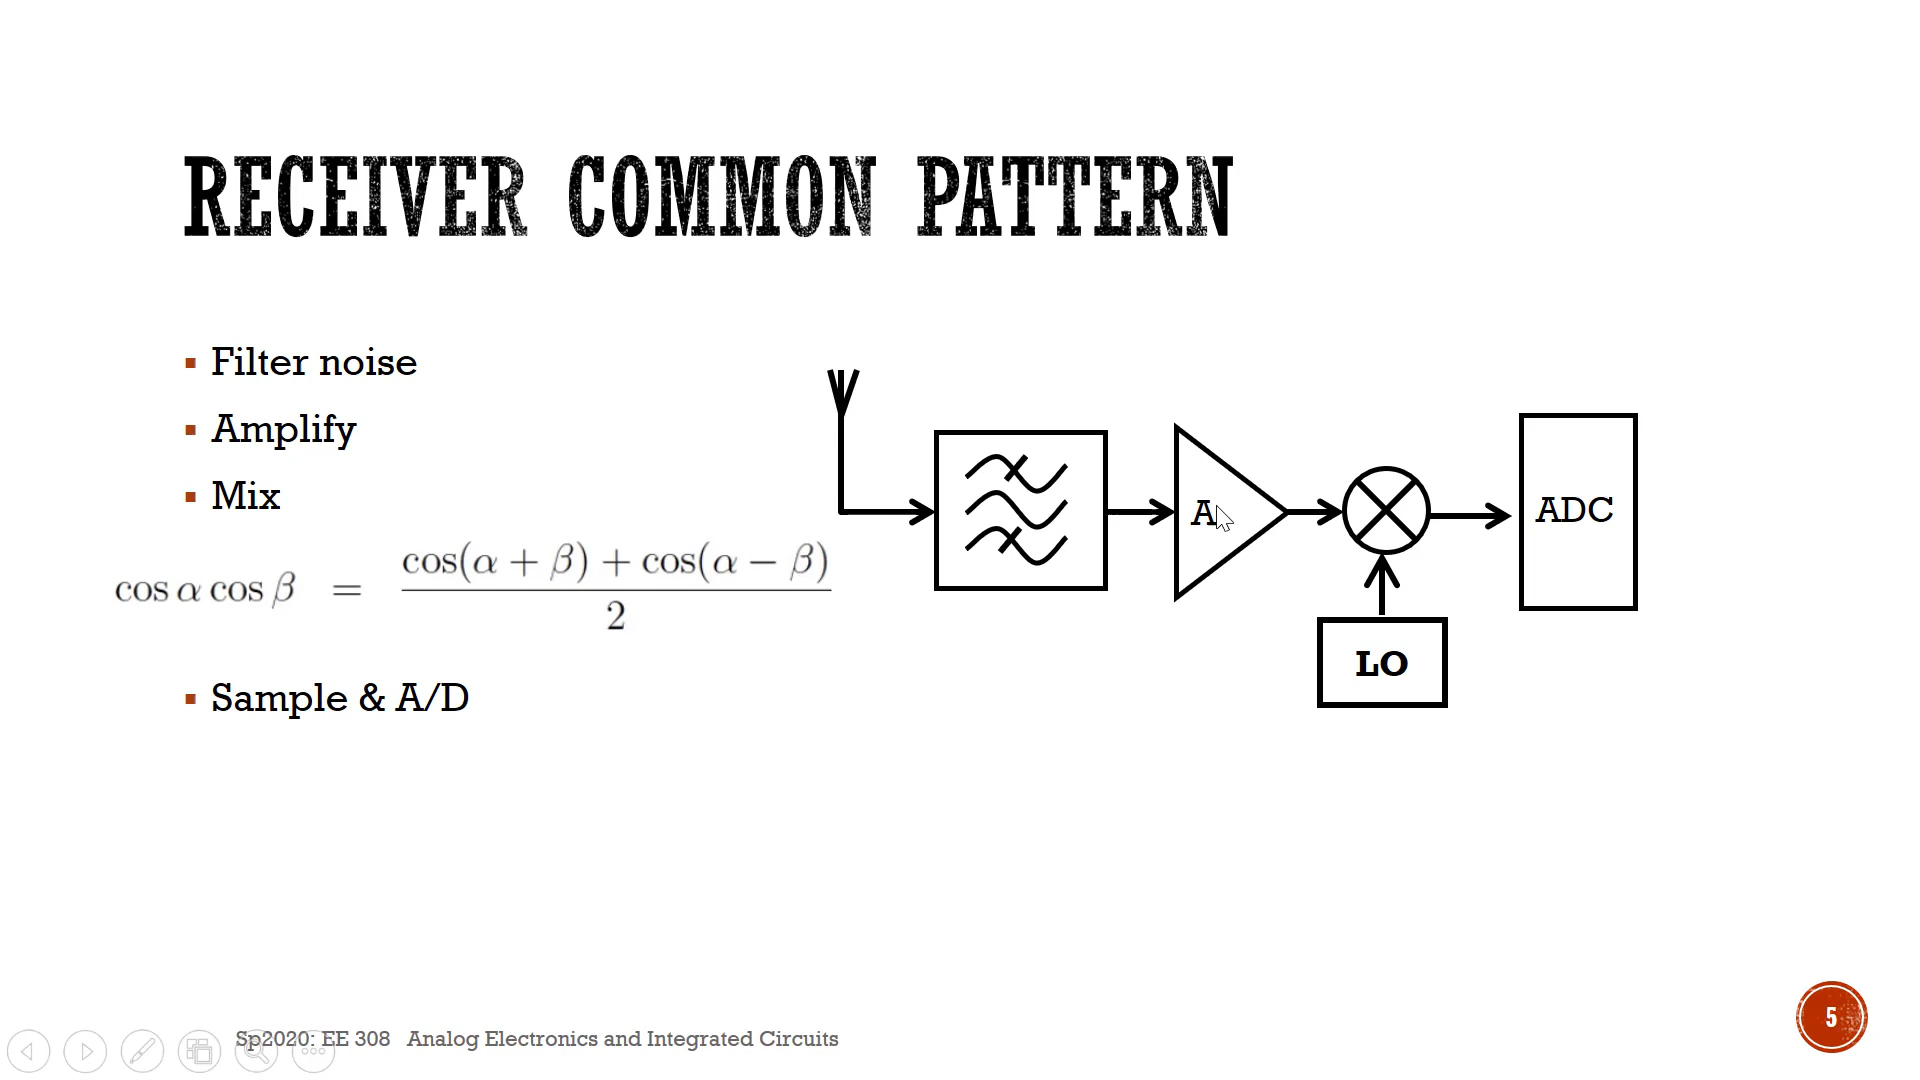 RECEIVER COMMON PATTERN
▪ Filter noise
▪ Amplify
▪ Mix
cos α cos β = (cos(α + β) + cos(α − β)) / 2
▪ Sample & A/D
A
ADC
LO
Sp2020: EE 308 Analog Electronics and Integrated Circuits
5